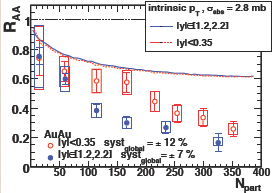 R_AA
intrinsic p_T , σ_abs = 2.8 mb
|y|=[1.2,2.2]
|y|<0.35
1
0.8
0.6
0.4
0.2
0
AuAu
|y|<0.35 syst_global = ± 12 %
|y|=[1.2,2.2] syst_global = ± 7 %
50 100 150 200 250 300 350 400
N_part